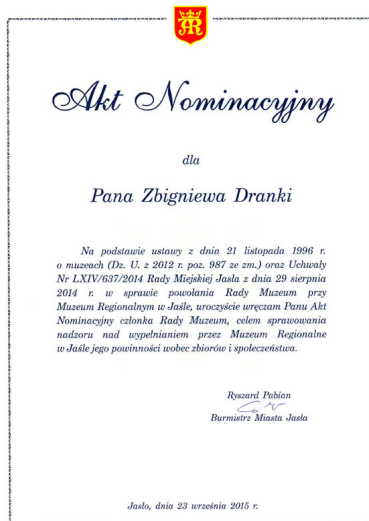 Akt Nominacyjny
dla
Pana Zbigniewa Dranki
Na podstawie ustawy z dnia 21 listopada 1996 r.
o muzeach (Dz. U. z 2012 r. poz. 987 ze zm.) oraz Uchwały
Nr LXIV/637/2014 Rady Miejskiej Jasła z dnia 29 sierpnia
2014 r. w sprawie powołania Rady Muzeum przy
Muzeum Regionalnym w Jaśle, uroczyście wręczam Panu Akt
Nominacyjny członka Rady Muzeum, celem sprawowania
nadzoru nad wypełnianiem przez Muzeum Regionalne
w Jaśle jego powinności wobec zbiorów i społeczeństwa.
Ryszard Pabian
Burmistrz Miasta Jasła
Jasło, dnia 23 września 2015 r.